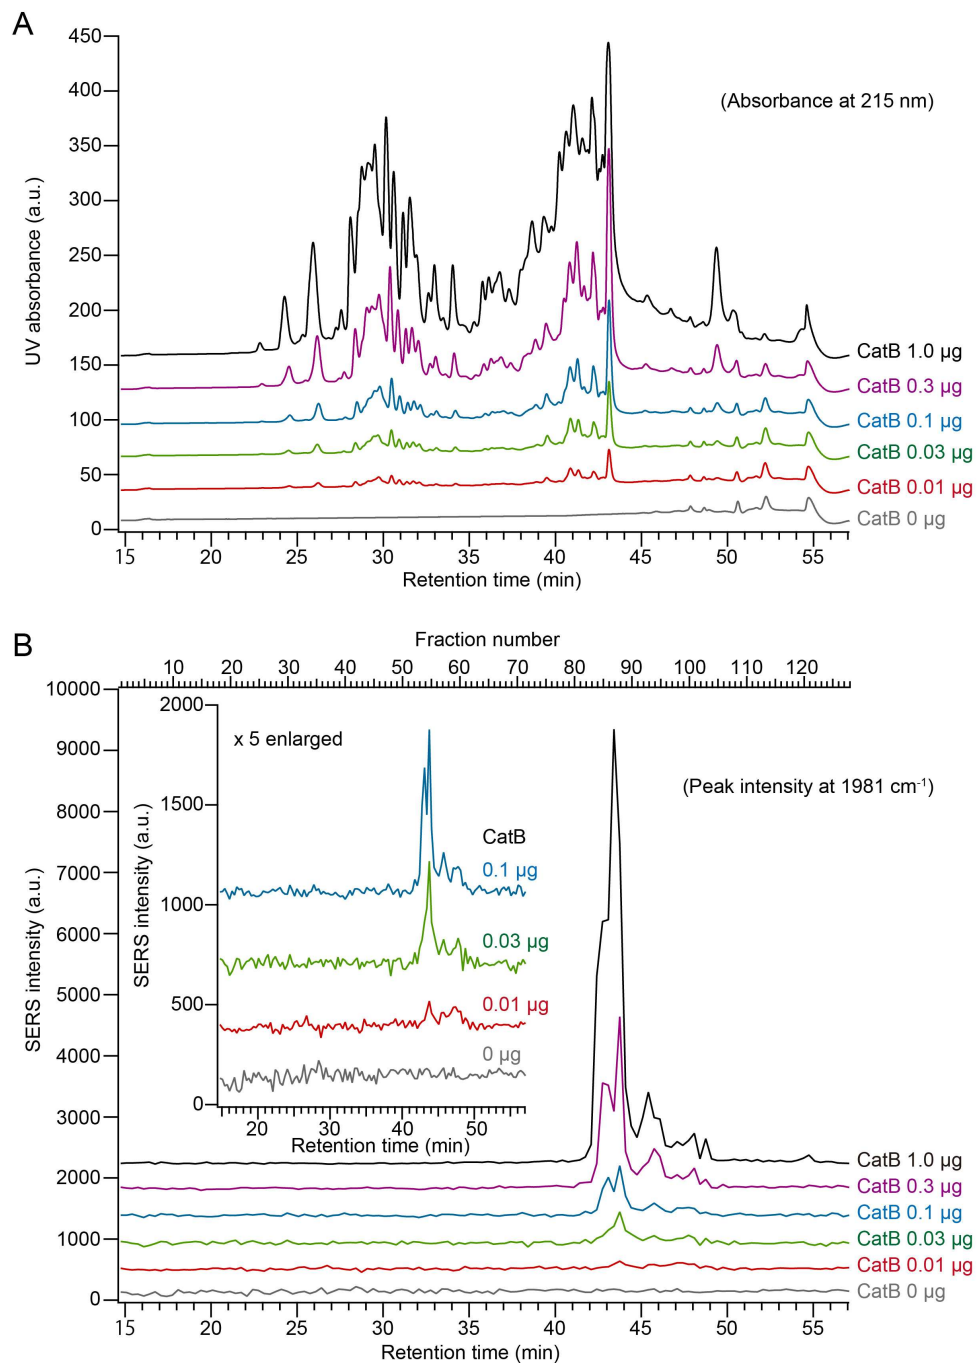 A
(Absorbance at 215 nm)
UV absorbance (a.u.)
450
400
350
300
250
200
150
100
50
0
CatB 1.0 µg
CatB 0.3 µg
CatB 0.1 µg
CatB 0.03 µg
CatB 0.01 µg
CatB 0 µg
15 20 25 30 35 40 45 50 55
Retention time (min)
B
Fraction number
10 20 30 40 50 60 70 80 90 100 110 120
SERS intensity (a.u.)
10000
9000
8000
7000
6000
5000
4000
3000
2000
1000
0
(Peak intensity at 1981 cm⁻¹)
x 5 enlarged
SERS intensity (a.u.)
2000
1500
1000
500
0
CatB
0.1 µg
0.03 µg
0.01 µg
0 µg
20 30 40 50
Retention time (min)
CatB 1.0 µg
CatB 0.3 µg
CatB 0.1 µg
CatB 0.03 µg
CatB 0.01 µg
CatB 0 µg
15 20 25 30 35 40 45 50 55
Retention time (min)